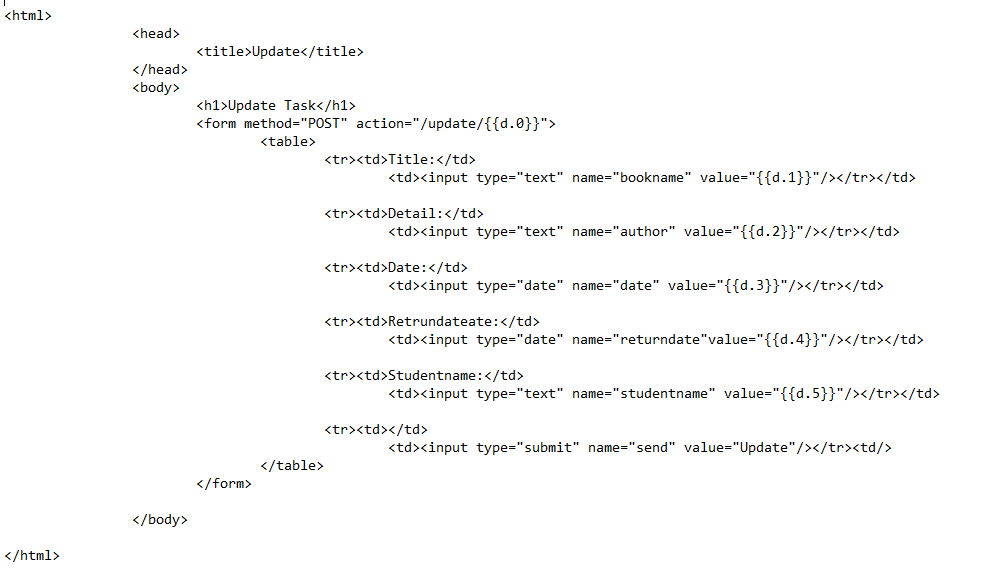 <html>
<head>
<title>Update</title>
</head>
<body>
<h1>Update Task</h1>
<form method="POST" action="/update/{{d.0}}">
<table>
<tr><td>Title:</td>
<td><input type="text" name="bookname" value="{{d.1}}"/></tr></td>
<tr><td>Detail:</td>
<td><input type="text" name="author" value="{{d.2}}"/></tr></td>
<tr><td>Date:</td>
<td><input type="date" name="date" value="{{d.3}}"/></tr></td>
<tr><td>Retrundateate:</td>
<td><input type="date" name="returndate"value="{{d.4}}"/></tr></td>
<tr><td>Studentname:</td>
<td><input type="text" name="studentname" value="{{d.5}}"/></tr></td>
<tr><td></td>
<td><input type="submit" name="send" value="Update"/></tr><td/>
</table>
</form>
</body>
</html>